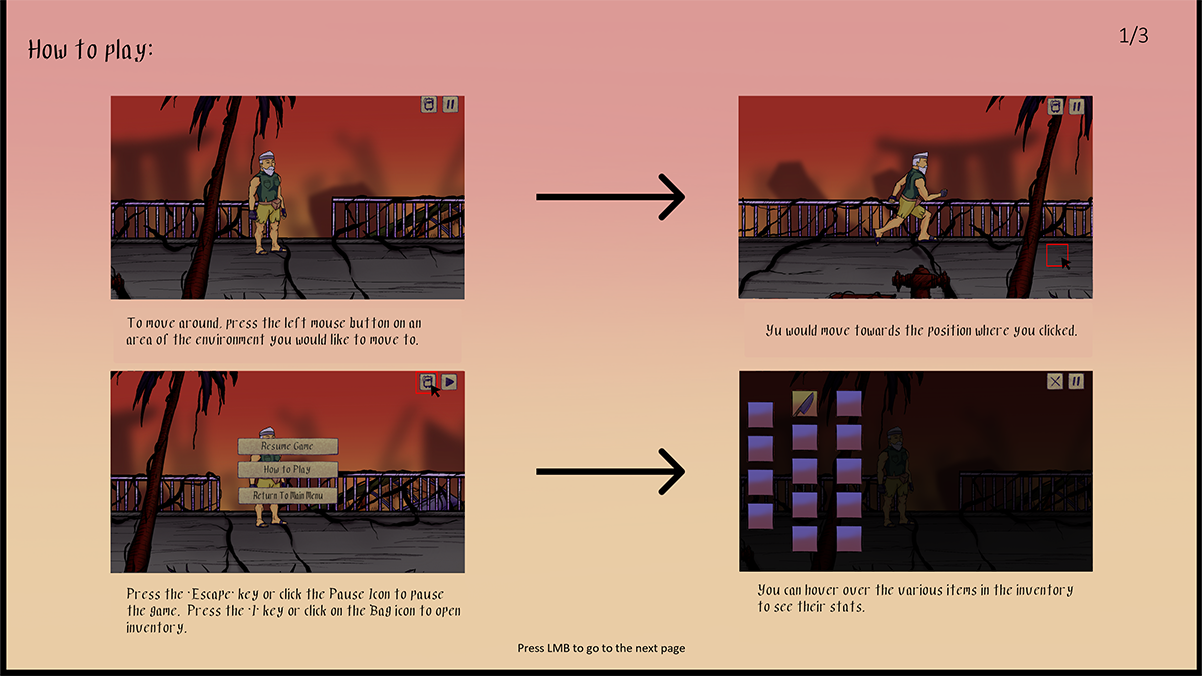 How to play:
1/3
To move around, press the left mouse button on an
area of the environment you would like to move to.
Yu would move towards the position where you clicked.
Resume Game
How to Play
Return To Main Menu
Press the 'Escape' key or click the Pause Icon to pause
the game. Press the 'I' key or click on the Bag icon to open
inventory.
You can hover over the various items in the inventory
to see their stats.
Press LMB to go to the next page